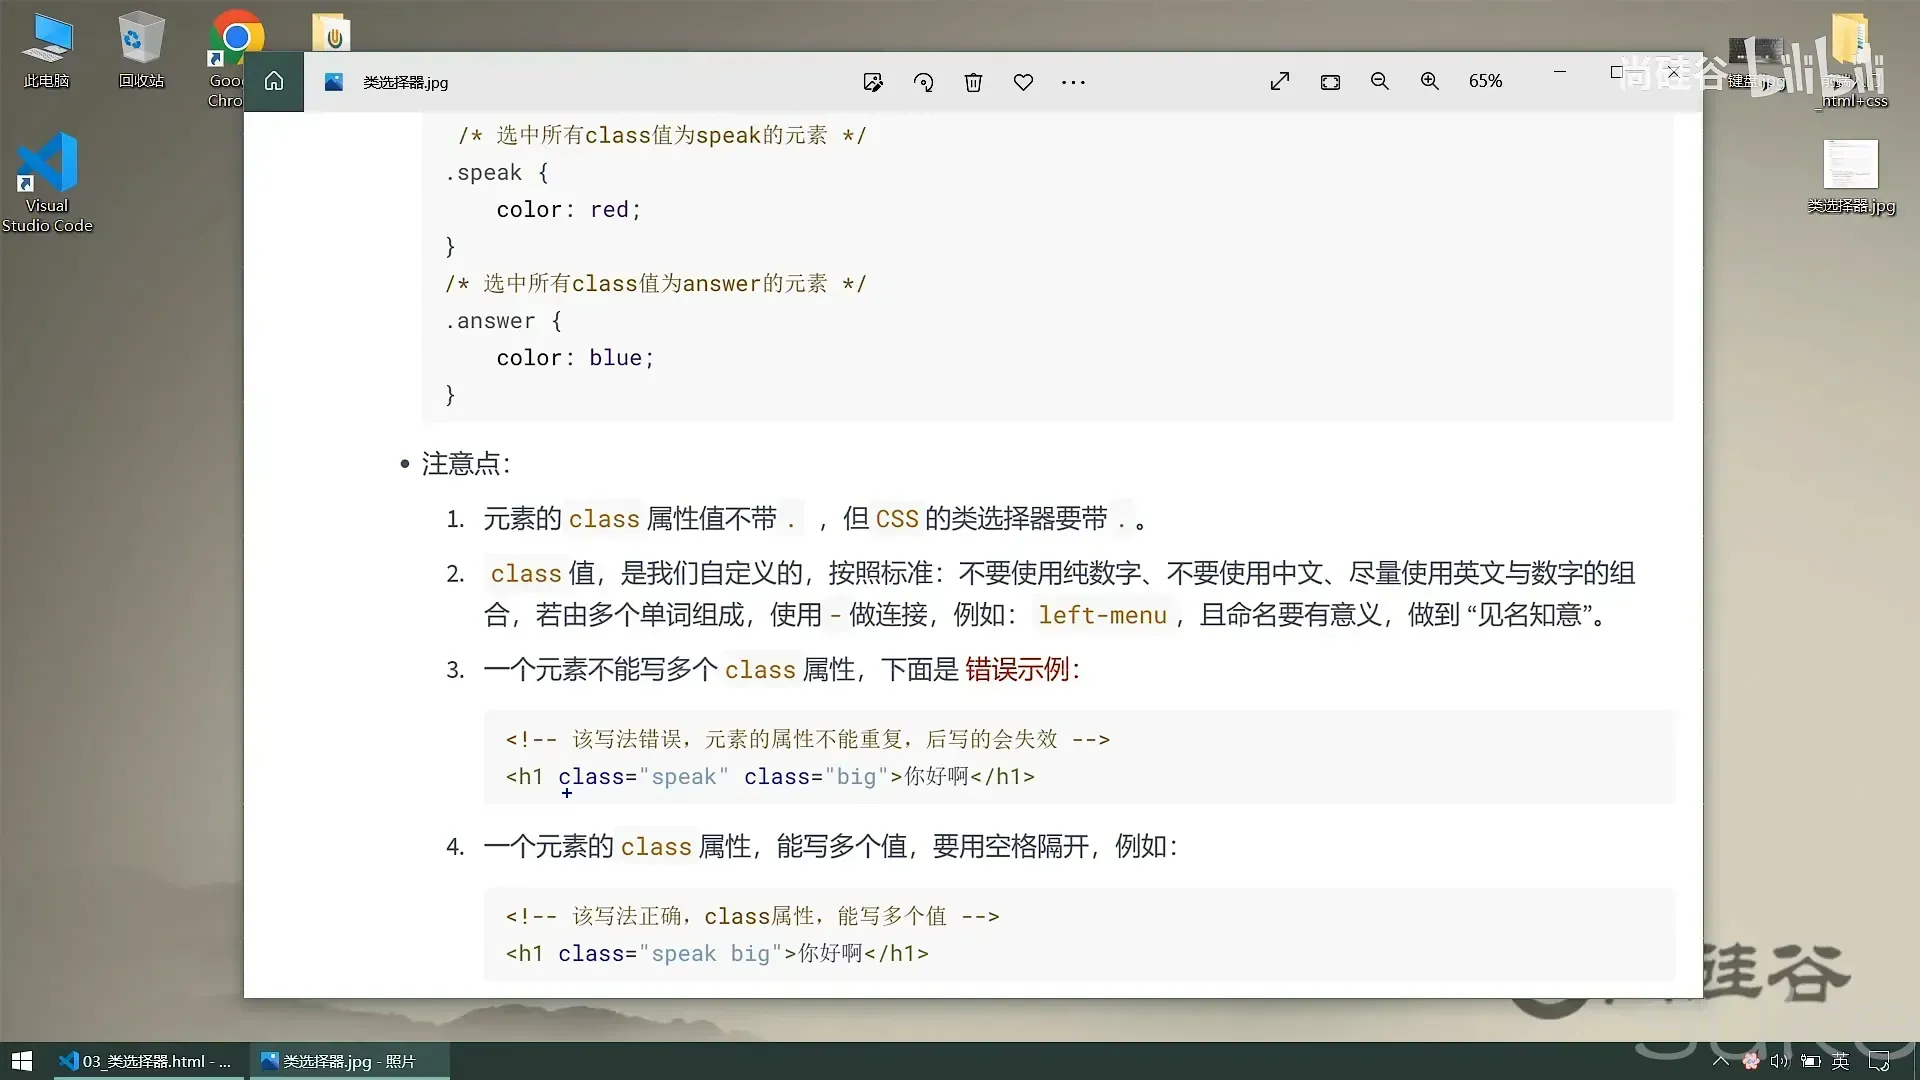 此电脑
回收站
Goo
Chro
Visual
Studio Code
类选择器.jpg
65%
尚硅谷
bilibili
键盘.jpg
_html+css
类选择器.jpg
/* 选中所有class值为speak的元素 */
.speak {
color: red;
}
/* 选中所有class值为answer的元素 */
.answer {
color: blue;
}
• 注意点：
1. 元素的 class 属性值不带 . ，但 CSS 的类选择器要带 . 。
2. class 值，是我们自定义的，按照标准：不要使用纯数字、不要使用中文、尽量使用英文与数字的组
合，若由多个单词组成，使用 - 做连接，例如： left-menu ，且命名要有意义，做到 “见名知意”。
3. 一个元素不能写多个 class 属性，下面是 错误示例：
<!-- 该写法错误，元素的属性不能重复，后写的会失效 -->
<h1 class="speak" class="big">你好啊</h1>
4. 一个元素的 class 属性，能写多个值，要用空格隔开，例如：
<!-- 该写法正确，class属性，能写多个值 -->
<h1 class="speak big">你好啊</h1>
硅谷
03_类选择器.html - ...
类选择器.jpg - 照片
英